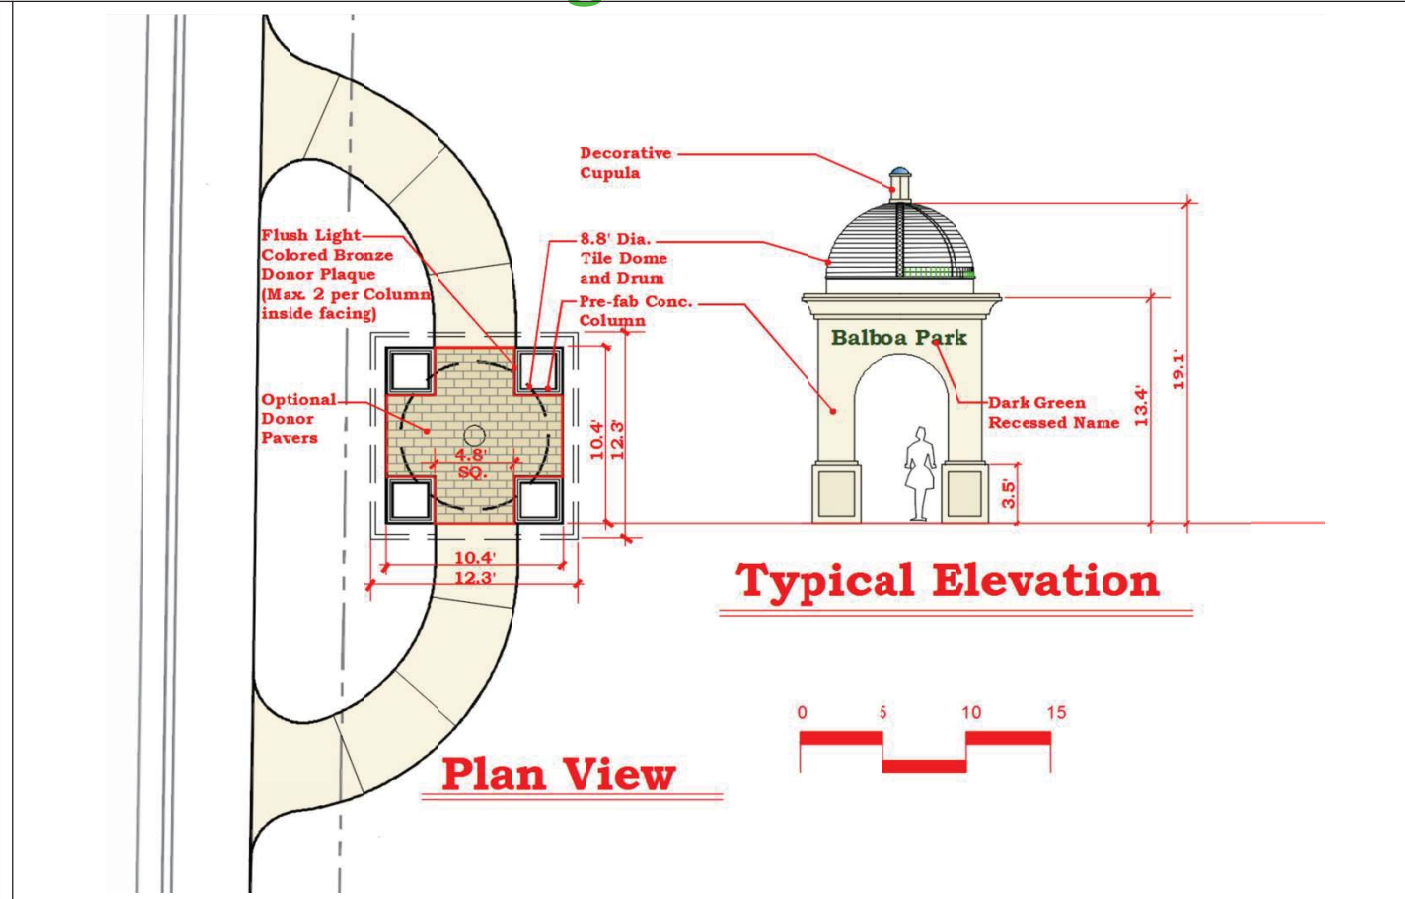 Decorative
Cupula
Flush Light
Colored Bronze
Donor Plaque
(Max. 2 per Column
inside facing)
8.8' Dia.
Tile Dome
and Drum
Pre-fab Conc.
Column
Balboa Park
Optional
Donor
Pavers
Dark Green
Recessed Name
4.8'
SQ.
10.4'
12.3'
10.4'
12.3'
3.5'
13.4'
19.1'
Typical Elevation
0 5 10 15
Plan View